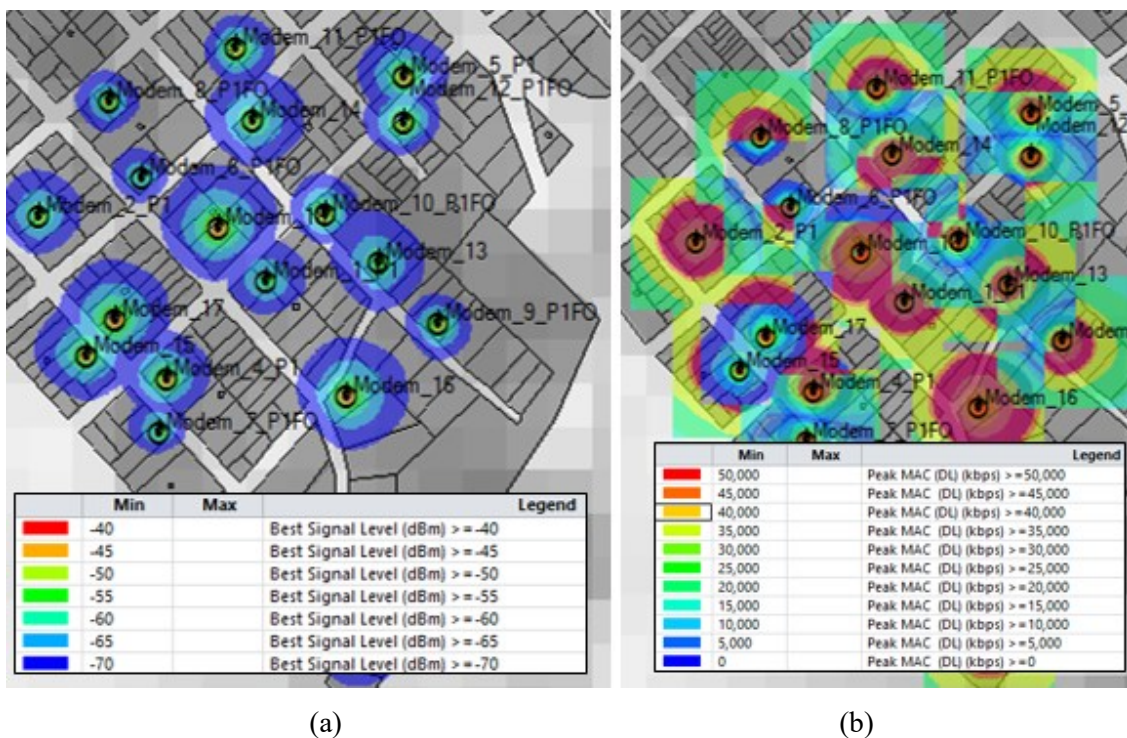 Modem_11_P1FO
Modem_5_P1
Modem_12_P1FO
Modem_8_P1FO
Modem_14
Modem_6_P1FO
Modem_2_P1
Modem_10_P1FO
Modem_13
Modem_1_P1
Modem_9_P1FO
Modem_17
Modem_15
Modem_4_P1
Modem_16
Modem_7_P1FO
Min Max Legend
-40 Best Signal Level (dBm) >=-40
-45 Best Signal Level (dBm) >=-45
-50 Best Signal Level (dBm) >=-50
-55 Best Signal Level (dBm) >=-55
-60 Best Signal Level (dBm) >=-60
-65 Best Signal Level (dBm) >=-65
-70 Best Signal Level (dBm) >=-70
(a)
Modem_11_P1FO
Modem_5
Modem_12
Modem_8_P1FO
Modem_14
Modem_6_P1FO
Modem_2_P1
Modem_10_P1FO
Modem_13
Modem_1_P1
Modem_17
Modem_15
Modem_4_P1
Modem_16
Modem_7_P1FO
Min Max Legend
50,000 Peak MAC (DL) (kbps) >=50,000
45,000 Peak MAC (DL) (kbps) >=45,000
40,000 Peak MAC (DL) (kbps) >=40,000
35,000 Peak MAC (DL) (kbps) >=35,000
30,000 Peak MAC (DL) (kbps) >=30,000
25,000 Peak MAC (DL) (kbps) >=25,000
20,000 Peak MAC (DL) (kbps) >=20,000
15,000 Peak MAC (DL) (kbps) >=15,000
10,000 Peak MAC (DL) (kbps) >=10,000
5,000 Peak MAC (DL) (kbps) >=5,000
0 Peak MAC (DL) (kbps) >=0
(b)